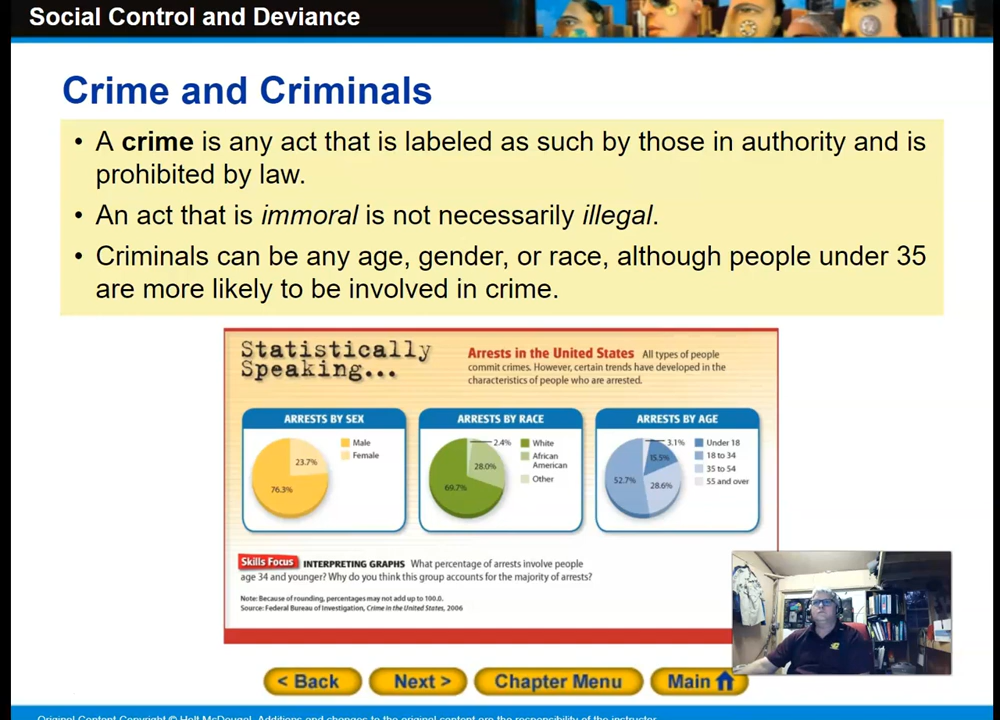 Social Control and Deviance
Crime and Criminals
• A crime is any act that is labeled as such by those in authority and is
prohibited by law.
• An act that is immoral is not necessarily illegal.
• Criminals can be any age, gender, or race, although people under 35
are more likely to be involved in crime.
Statistically
Speaking...
Arrests in the United States All types of people
commit crimes. However, certain trends have developed in the
characteristics of people who are arrested.
ARRESTS BY SEX
Male
Female
23.7%
76.3%
ARRESTS BY RACE
2.4%
White
African
American
Other
28.0%
69.7%
ARRESTS BY AGE
3.1%
Under 18
18 to 34
35 to 54
55 and over
15.5%
52.7%
28.6%
Skills Focus INTERPRETING GRAPHS What percentage of arrests involve people
age 34 and younger? Why do you think this group accounts for the majority of arrests?
Note: Because of rounding, percentages may not add up to 100.0.
Source: Federal Bureau of Investigation, Crime in the United States, 2006
< Back
Next >
Chapter Menu
Main
Original Content Copyright © Holt McDougal. Additions and changes to the original content are the responsibility of the instructor.